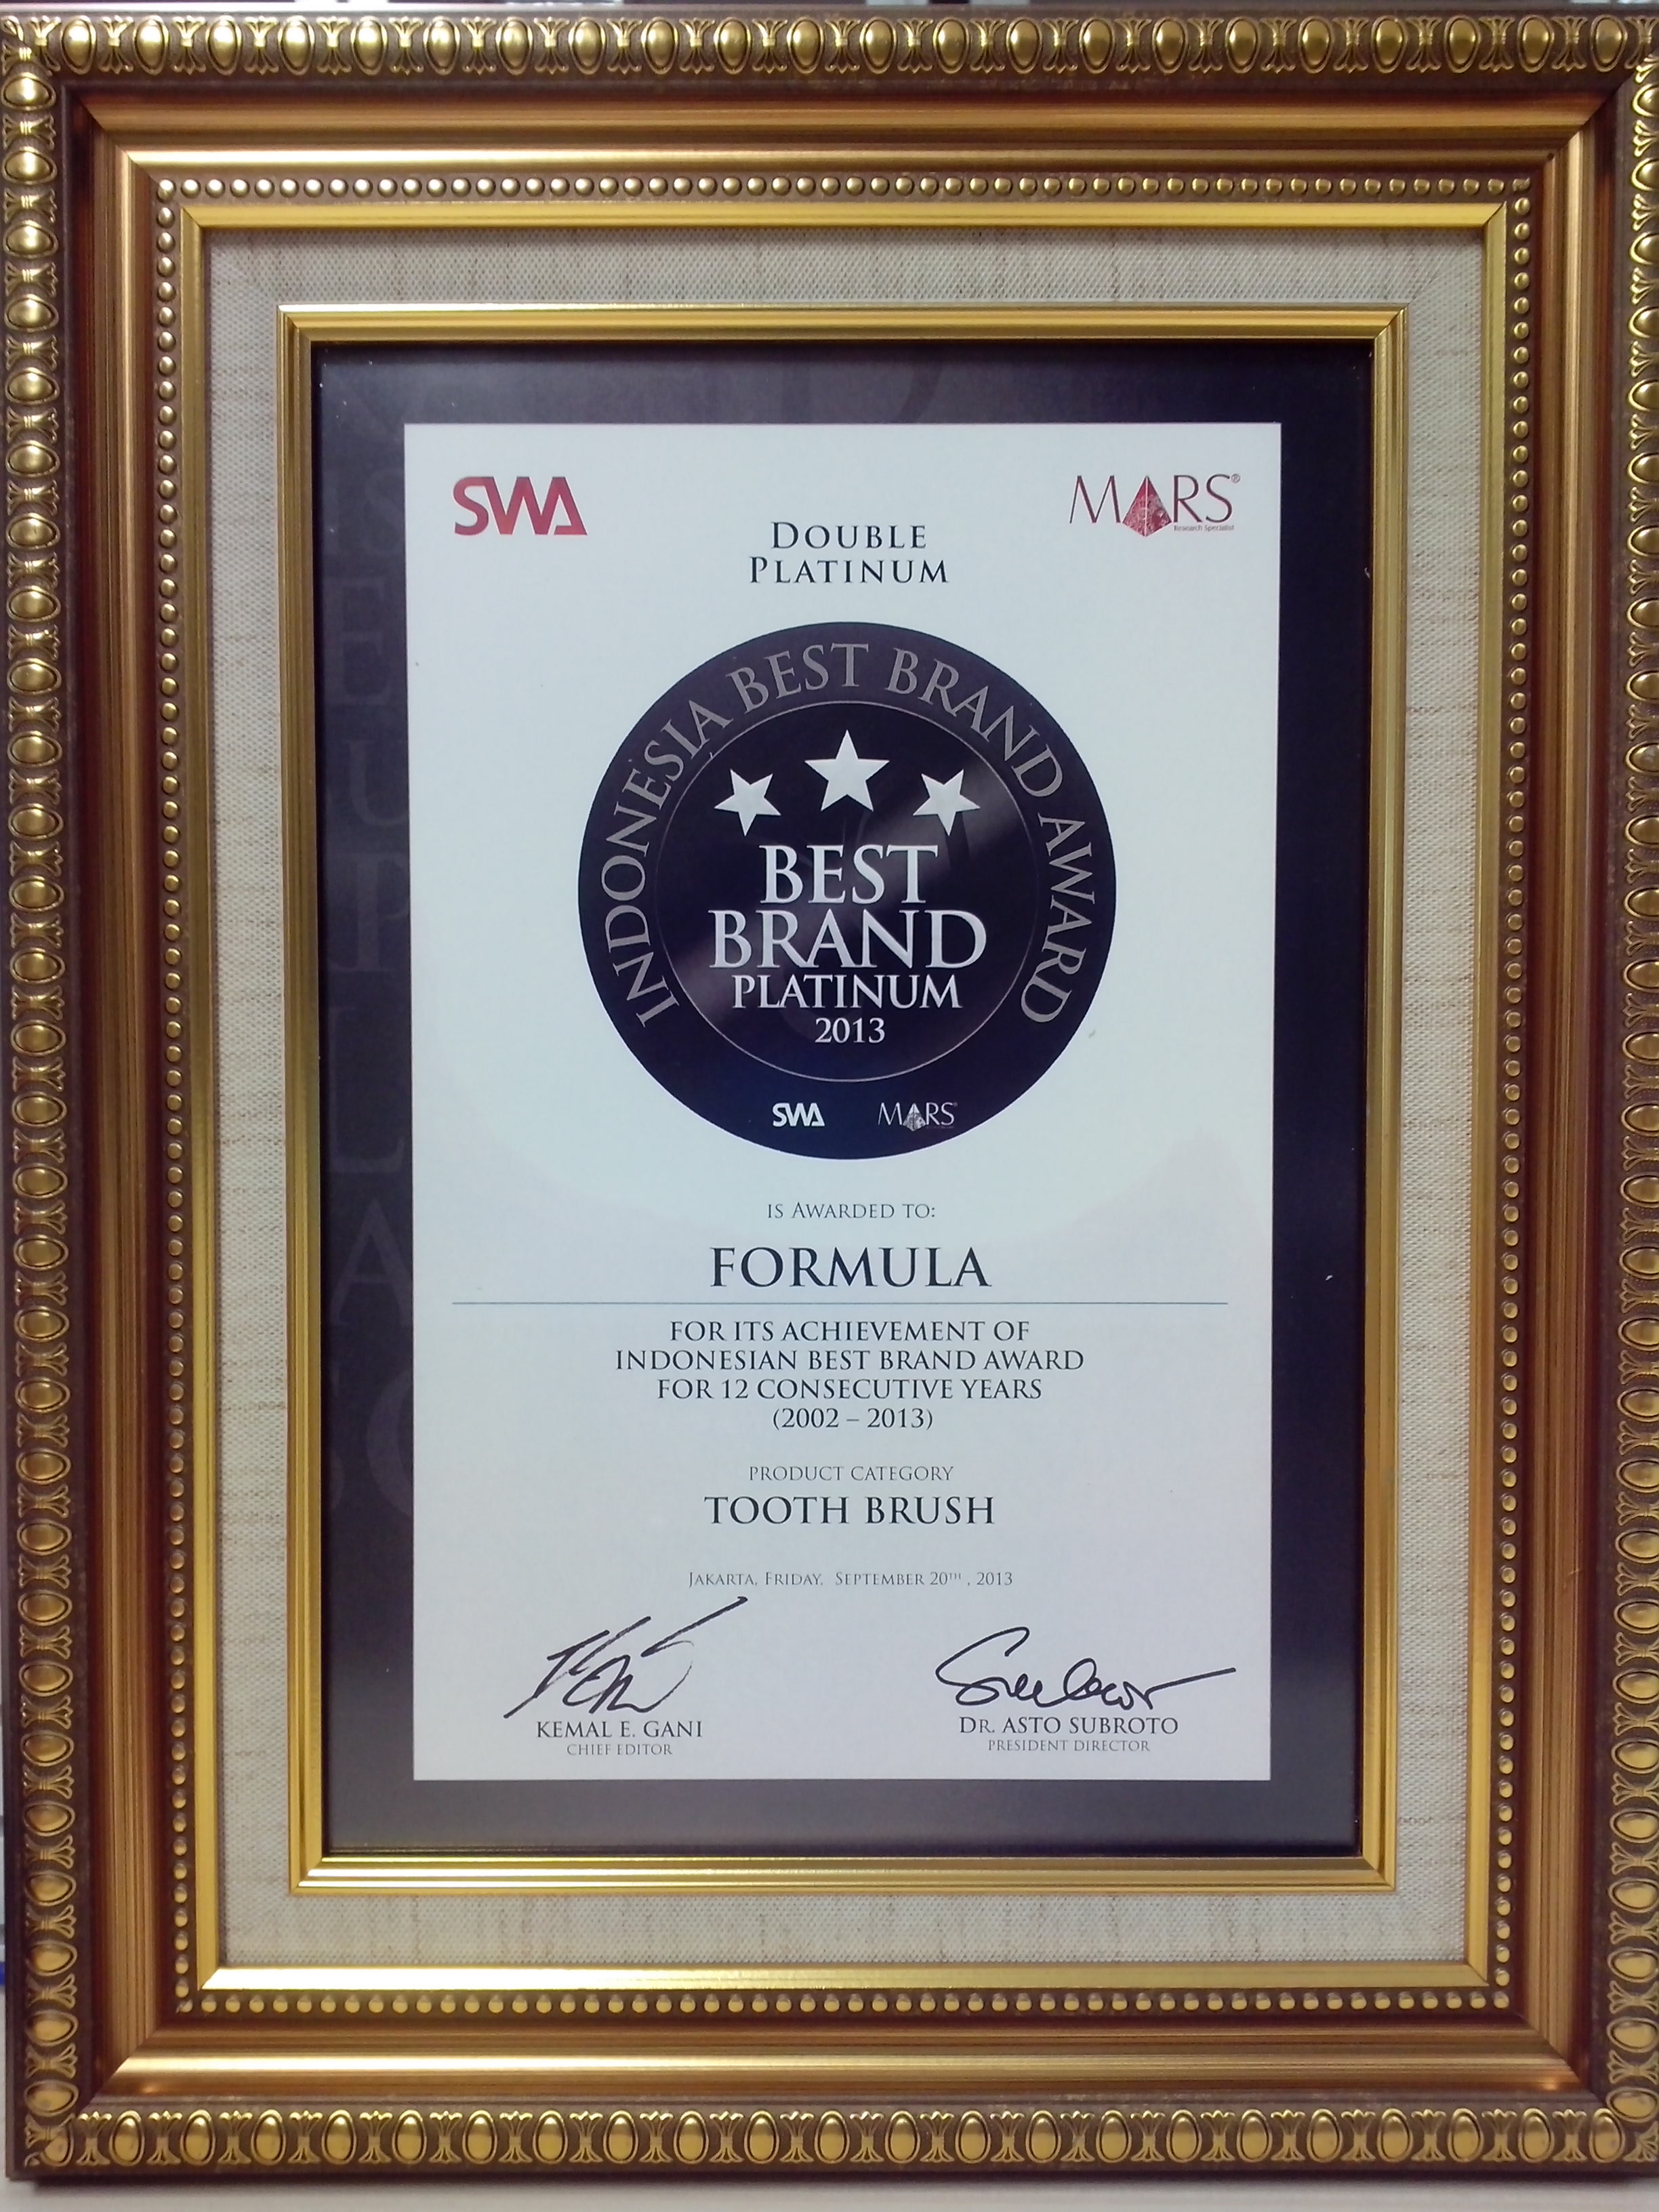 SWA
MARS®
Research Specialist
DOUBLE
PLATINUM
INDONESIA BEST BRAND AWARD
BEST
BRAND
PLATINUM
2013
SWA MARS®
IS AWARDED TO:
FORMULA
FOR ITS ACHIEVEMENT OF
INDONESIAN BEST BRAND AWARD
FOR 12 CONSECUTIVE YEARS
(2002 – 2013)
PRODUCT CATEGORY
TOOTH BRUSH
JAKARTA, FRIDAY, SEPTEMBER 20TH , 2013
KEMAL E. GANI
CHIEF EDITOR
DR. ASTO SUBROTO
PRESIDENT DIRECTOR